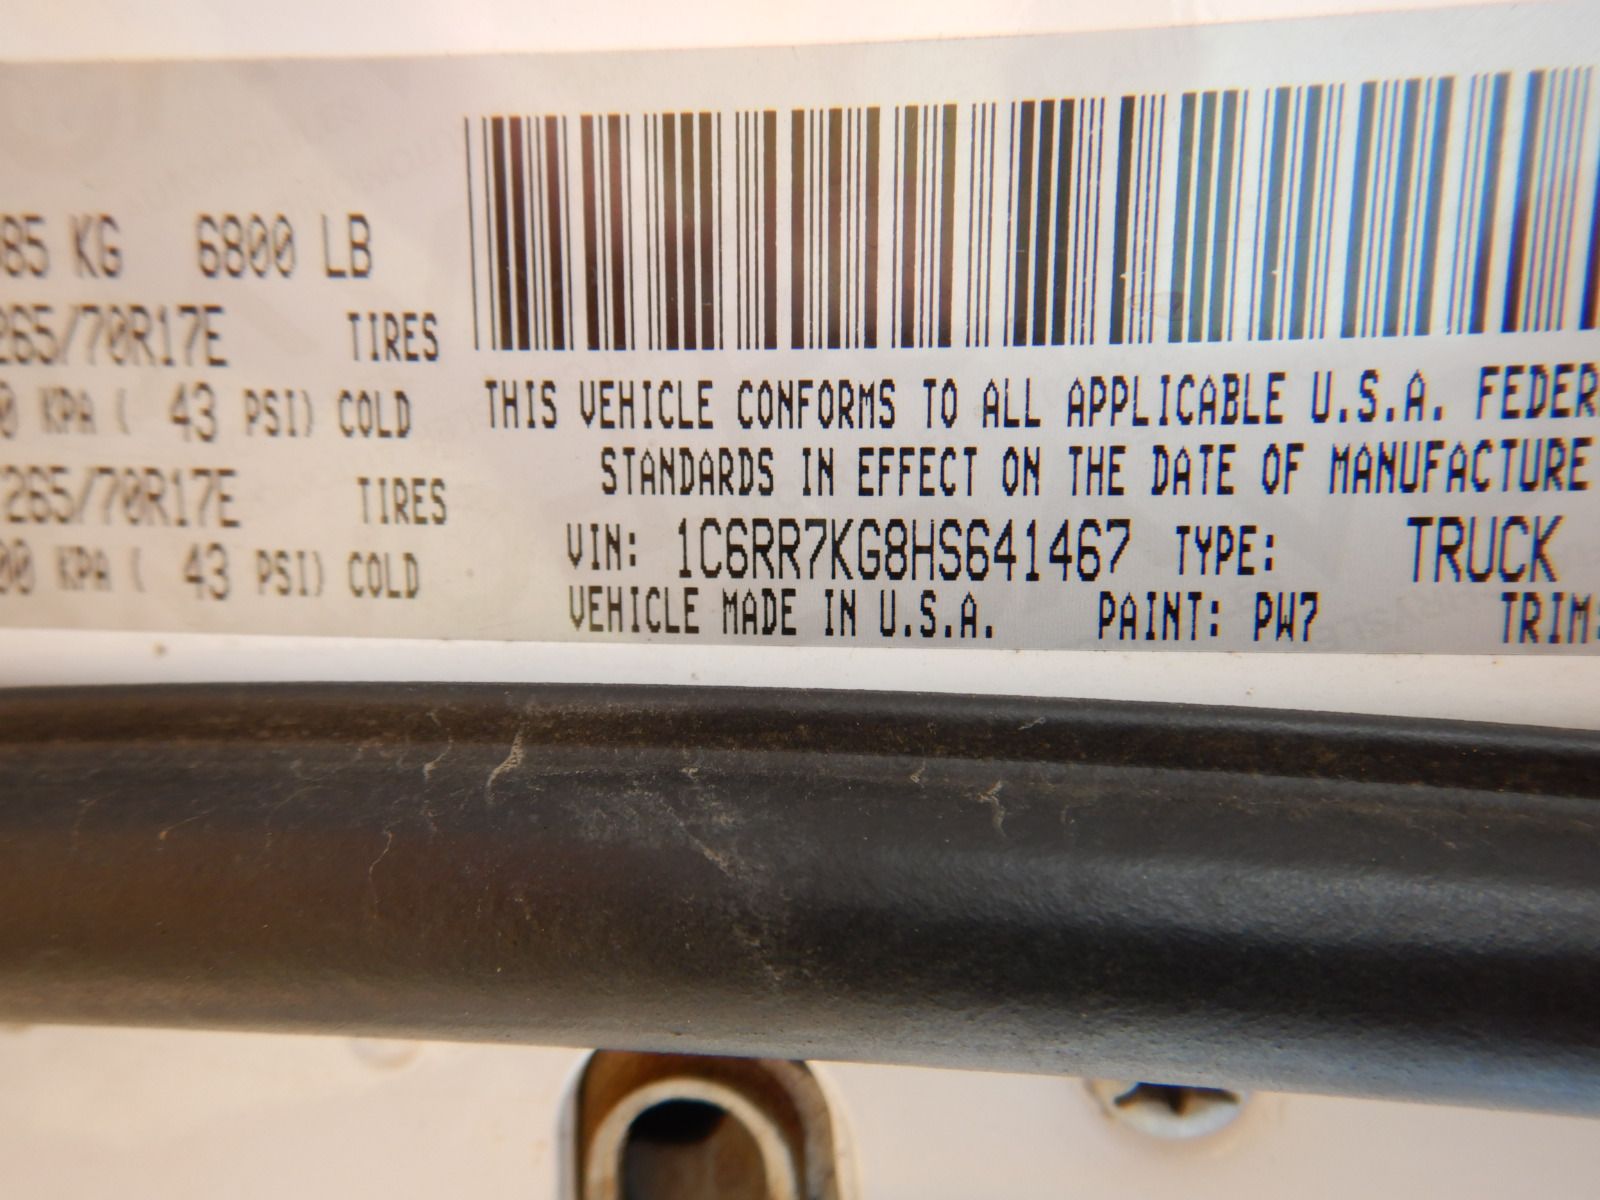 85 KG 6800 LB
265/70R17E TIRES
0 KPA ( 43 PSI) COLD
265/70R17E TIRES
00 KPA ( 43 PSI) COLD
THIS VEHICLE CONFORMS TO ALL APPLICABLE U.S.A. FEDER
STANDARDS IN EFFECT ON THE DATE OF MANUFACTURE
VIN: 1C6RR7KG8HS641467 TYPE: TRUCK
VEHICLE MADE IN U.S.A. PAINT: PW7 TRIM: